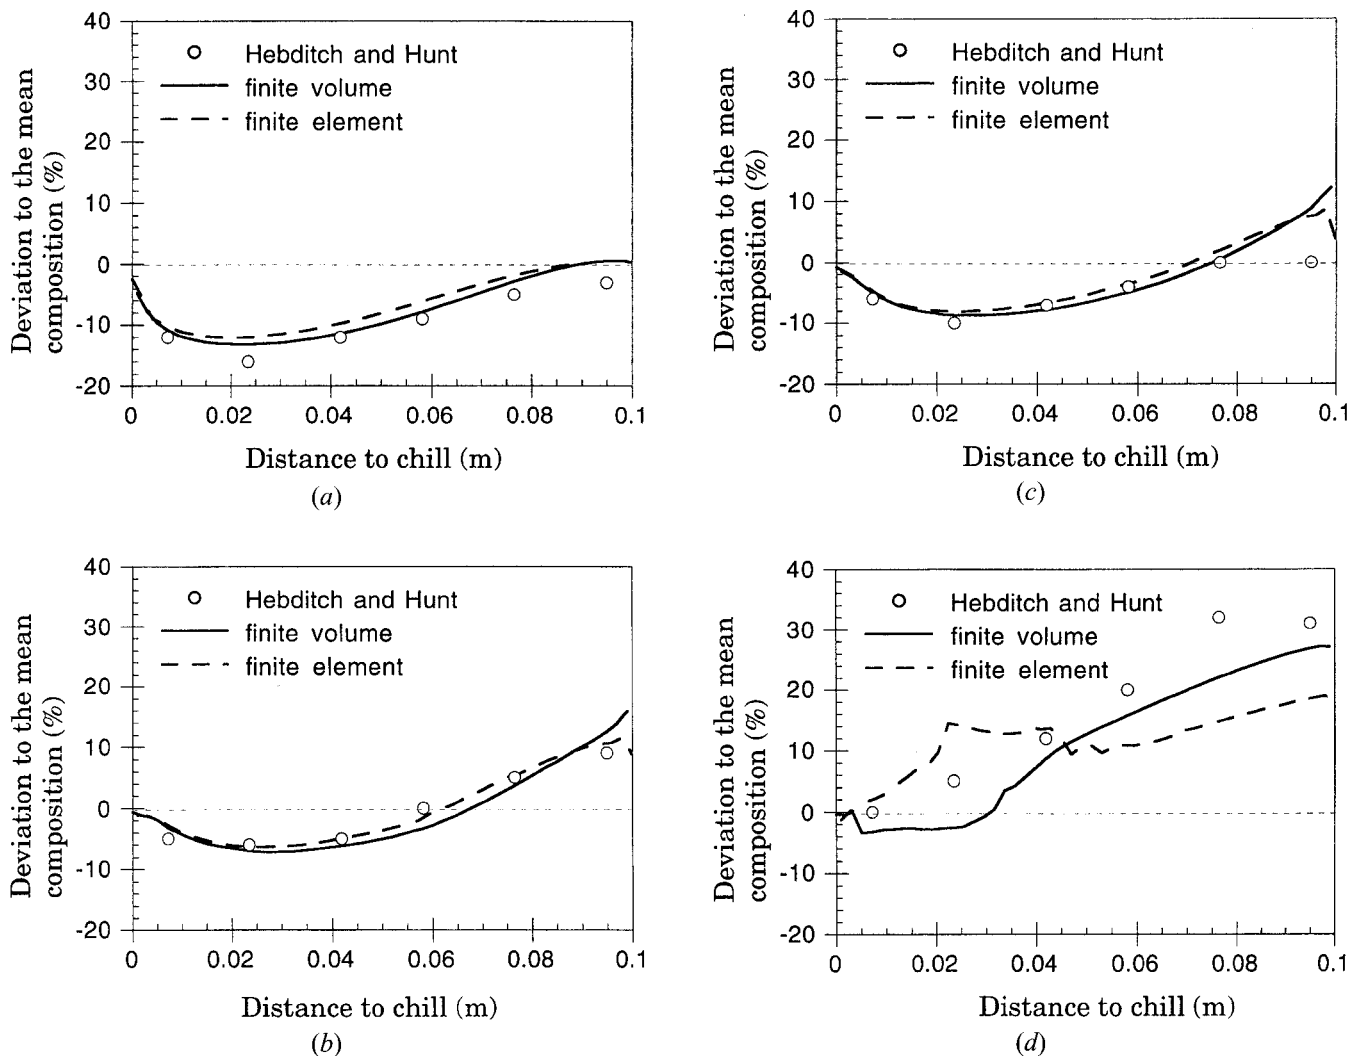 40
30
20
10
0
-10
-20
Deviation to the mean
composition (%)
Hebditch and Hunt
finite volume
finite element
0 0.02 0.04 0.06 0.08 0.1
Distance to chill (m)
(a)
40
30
20
10
0
-10
-20
Deviation to the mean
composition (%)
Hebditch and Hunt
finite volume
finite element
0 0.02 0.04 0.06 0.08 0.1
Distance to chill (m)
(c)
40
30
20
10
0
-10
-20
Deviation to the mean
composition (%)
Hebditch and Hunt
finite volume
finite element
0 0.02 0.04 0.06 0.08 0.1
Distance to chill (m)
(b)
40
30
20
10
0
-10
-20
Deviation to the mean
composition (%)
Hebditch and Hunt
finite volume
finite element
0 0.02 0.04 0.06 0.08 0.1
Distance to chill (m)
(d)